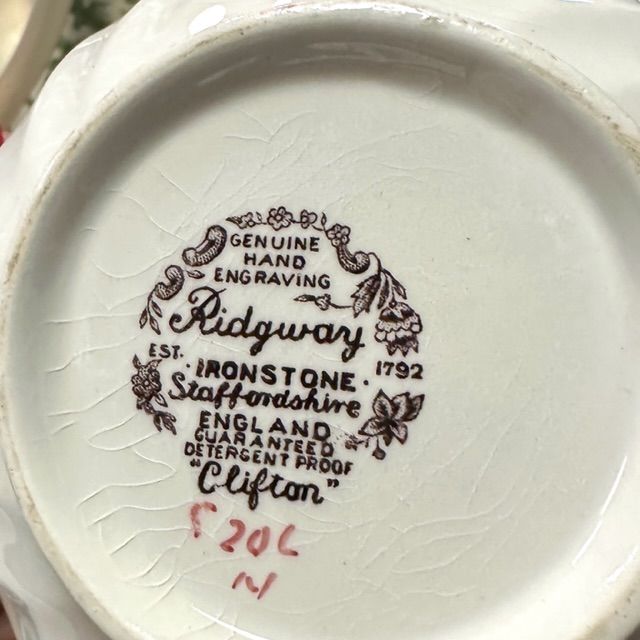 GENUINE
HAND
ENGRAVING
Ridgway
EST. 1792
· IRONSTONE ·
Staffordshire
ENGLAND
GUARANTEED
DETERGENT PROOF
"Clifton"
N